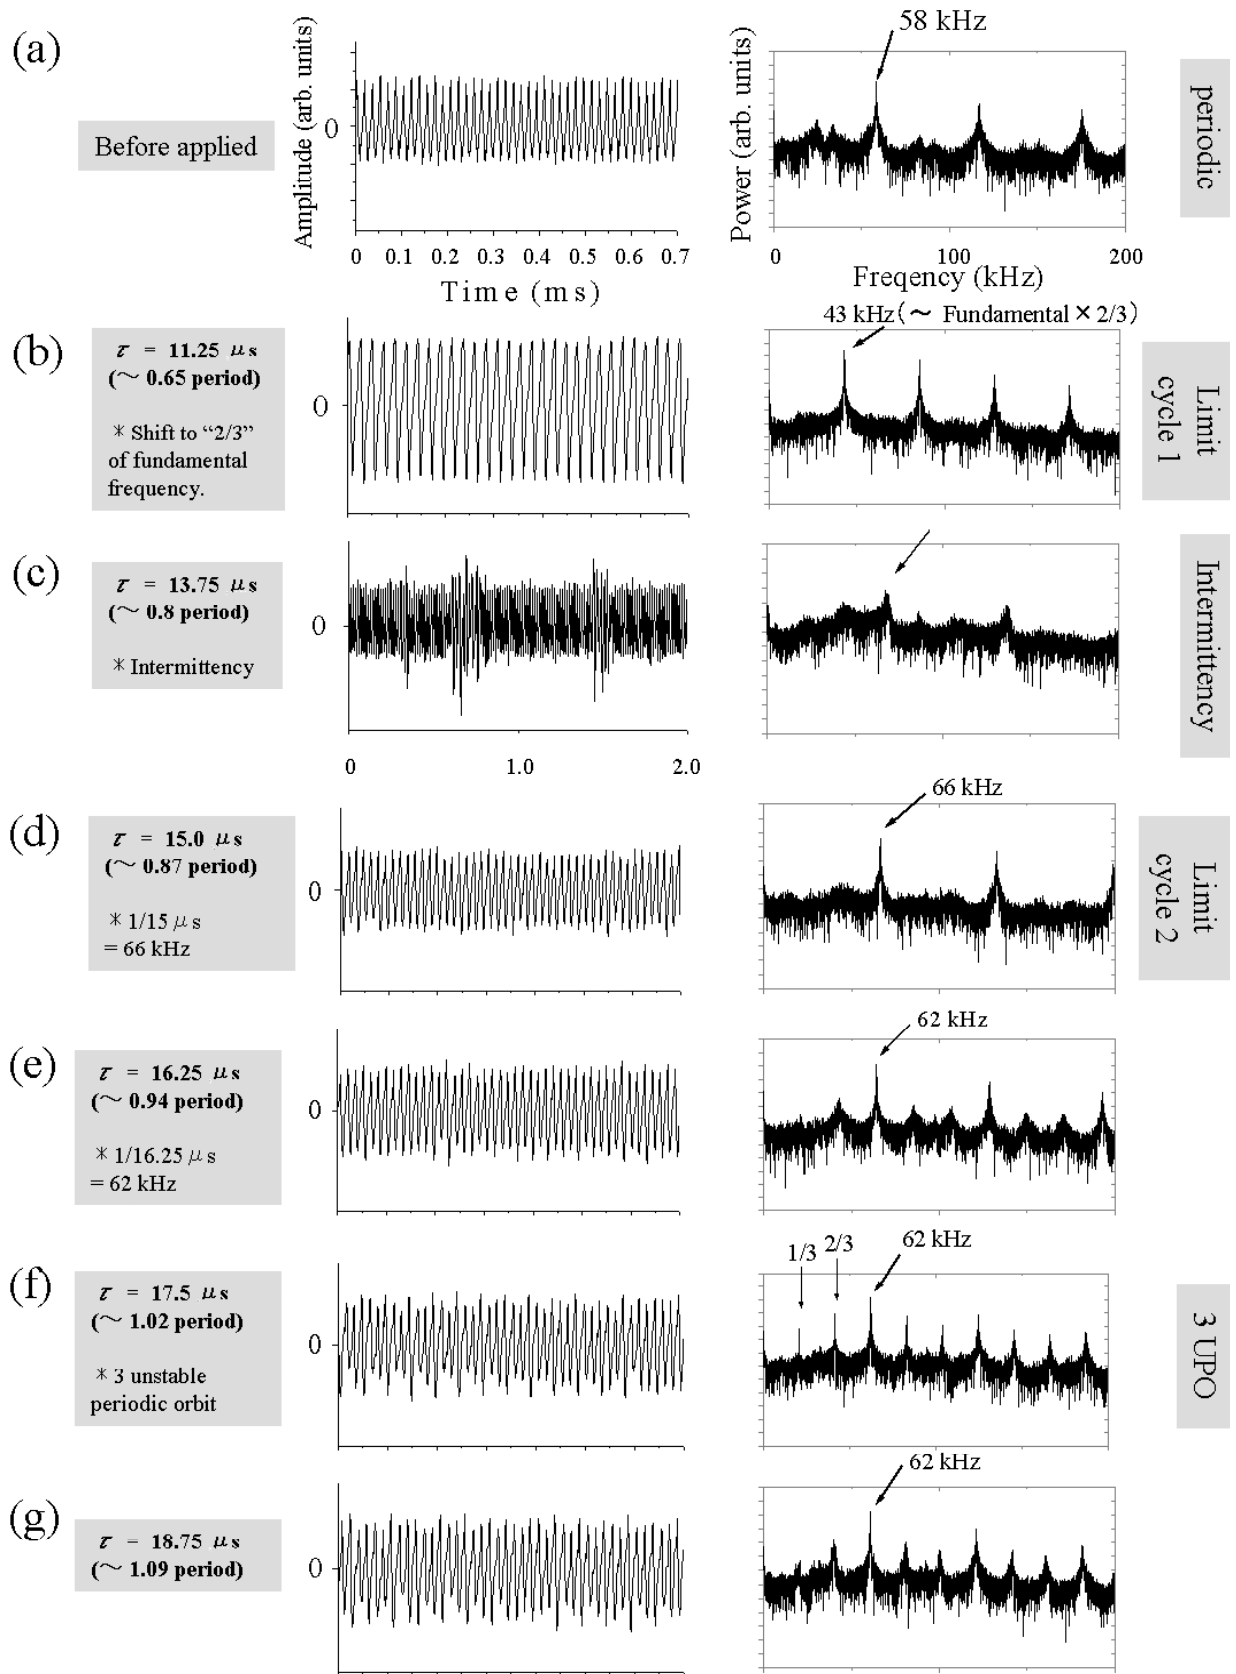 (a)
Before applied
Amplitude (arb. units)
0
0 0.1 0.2 0.3 0.4 0.5 0.6 0.7
Time (ms)
58 kHz
Power (arb. units)
0 100 200
Freqency (kHz)
periodic
(b)
τ = 11.25 μs
(～ 0.65 period)
* Shift to “2/3”
of fundamental
frequency.
0
43 kHz(～ Fundamental × 2/3)
Limit
cycle 1
(c)
τ = 13.75 μs
(～ 0.8 period)
* Intermittency
0
0 1.0 2.0
Intermittency
(d)
τ = 15.0 μs
(～ 0.87 period)
* 1/15 μs
= 66 kHz
0
66 kHz
Limit
cycle 2
(e)
τ = 16.25 μs
(～ 0.94 period)
* 1/16.25 μs
= 62 kHz
0
62 kHz
(f)
τ = 17.5 μs
(～ 1.02 period)
* 3 unstable
periodic orbit
0
1/3 2/3 62 kHz
3 UPO
(g)
τ = 18.75 μs
(～ 1.09 period)
0
62 kHz